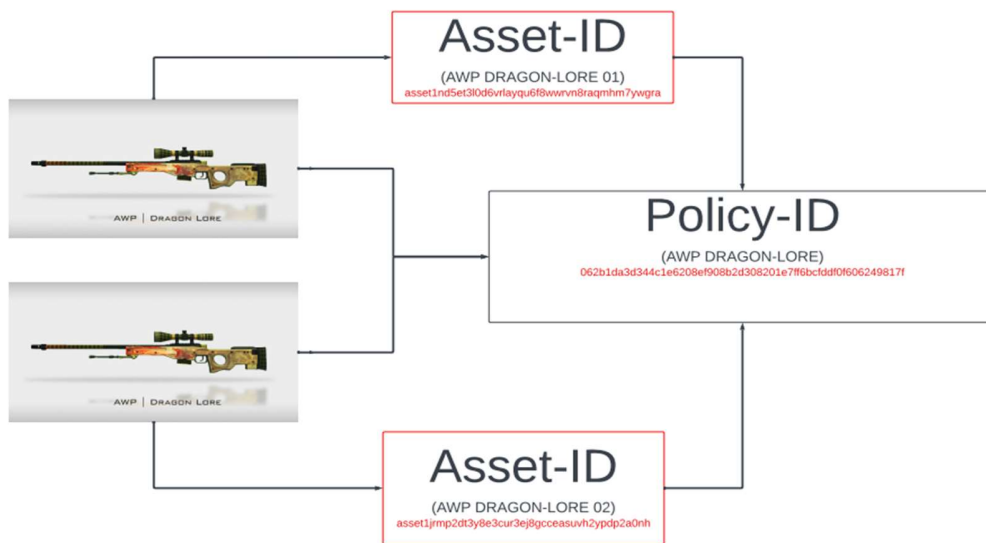 Asset-ID
(AWP DRAGON-LORE 01)
asset1nd5et3l0d6vrlayqu6f8wwrvn8raqmhm7ywgra
AWP | DRAGON LORE
Policy-ID
(AWP DRAGON-LORE)
062b1da3d344c1e6208ef908b2d308201e7ff6bcfddf0f606249817f
AWP | DRAGON LORE
Asset-ID
(AWP DRAGON-LORE 02)
asset1jrmp2dt3y8e3cur3ej8gcceasuvh2ypdp2a0nh